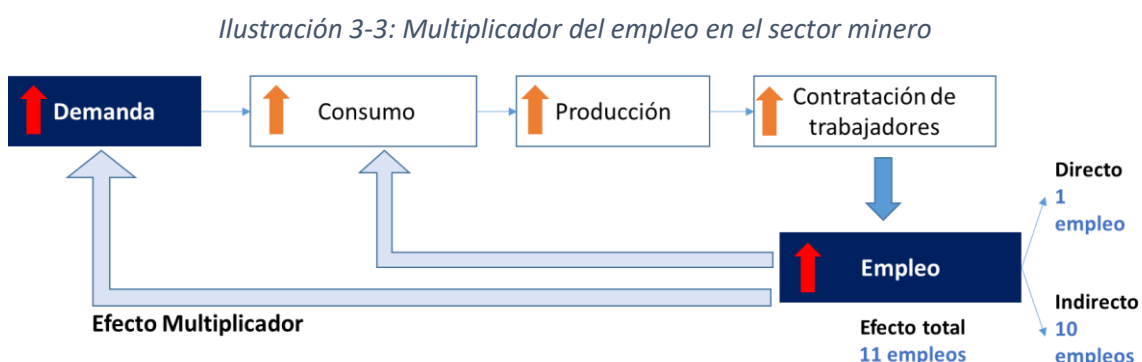 Ilustración 3-3: Multiplicador del empleo en el sector minero
Demanda
Consumo
Producción
Contratación de
trabajadores
Directo
1
empleo
Empleo
Indirecto
10
empleos
Efecto Multiplicador
Efecto total
11 empleos